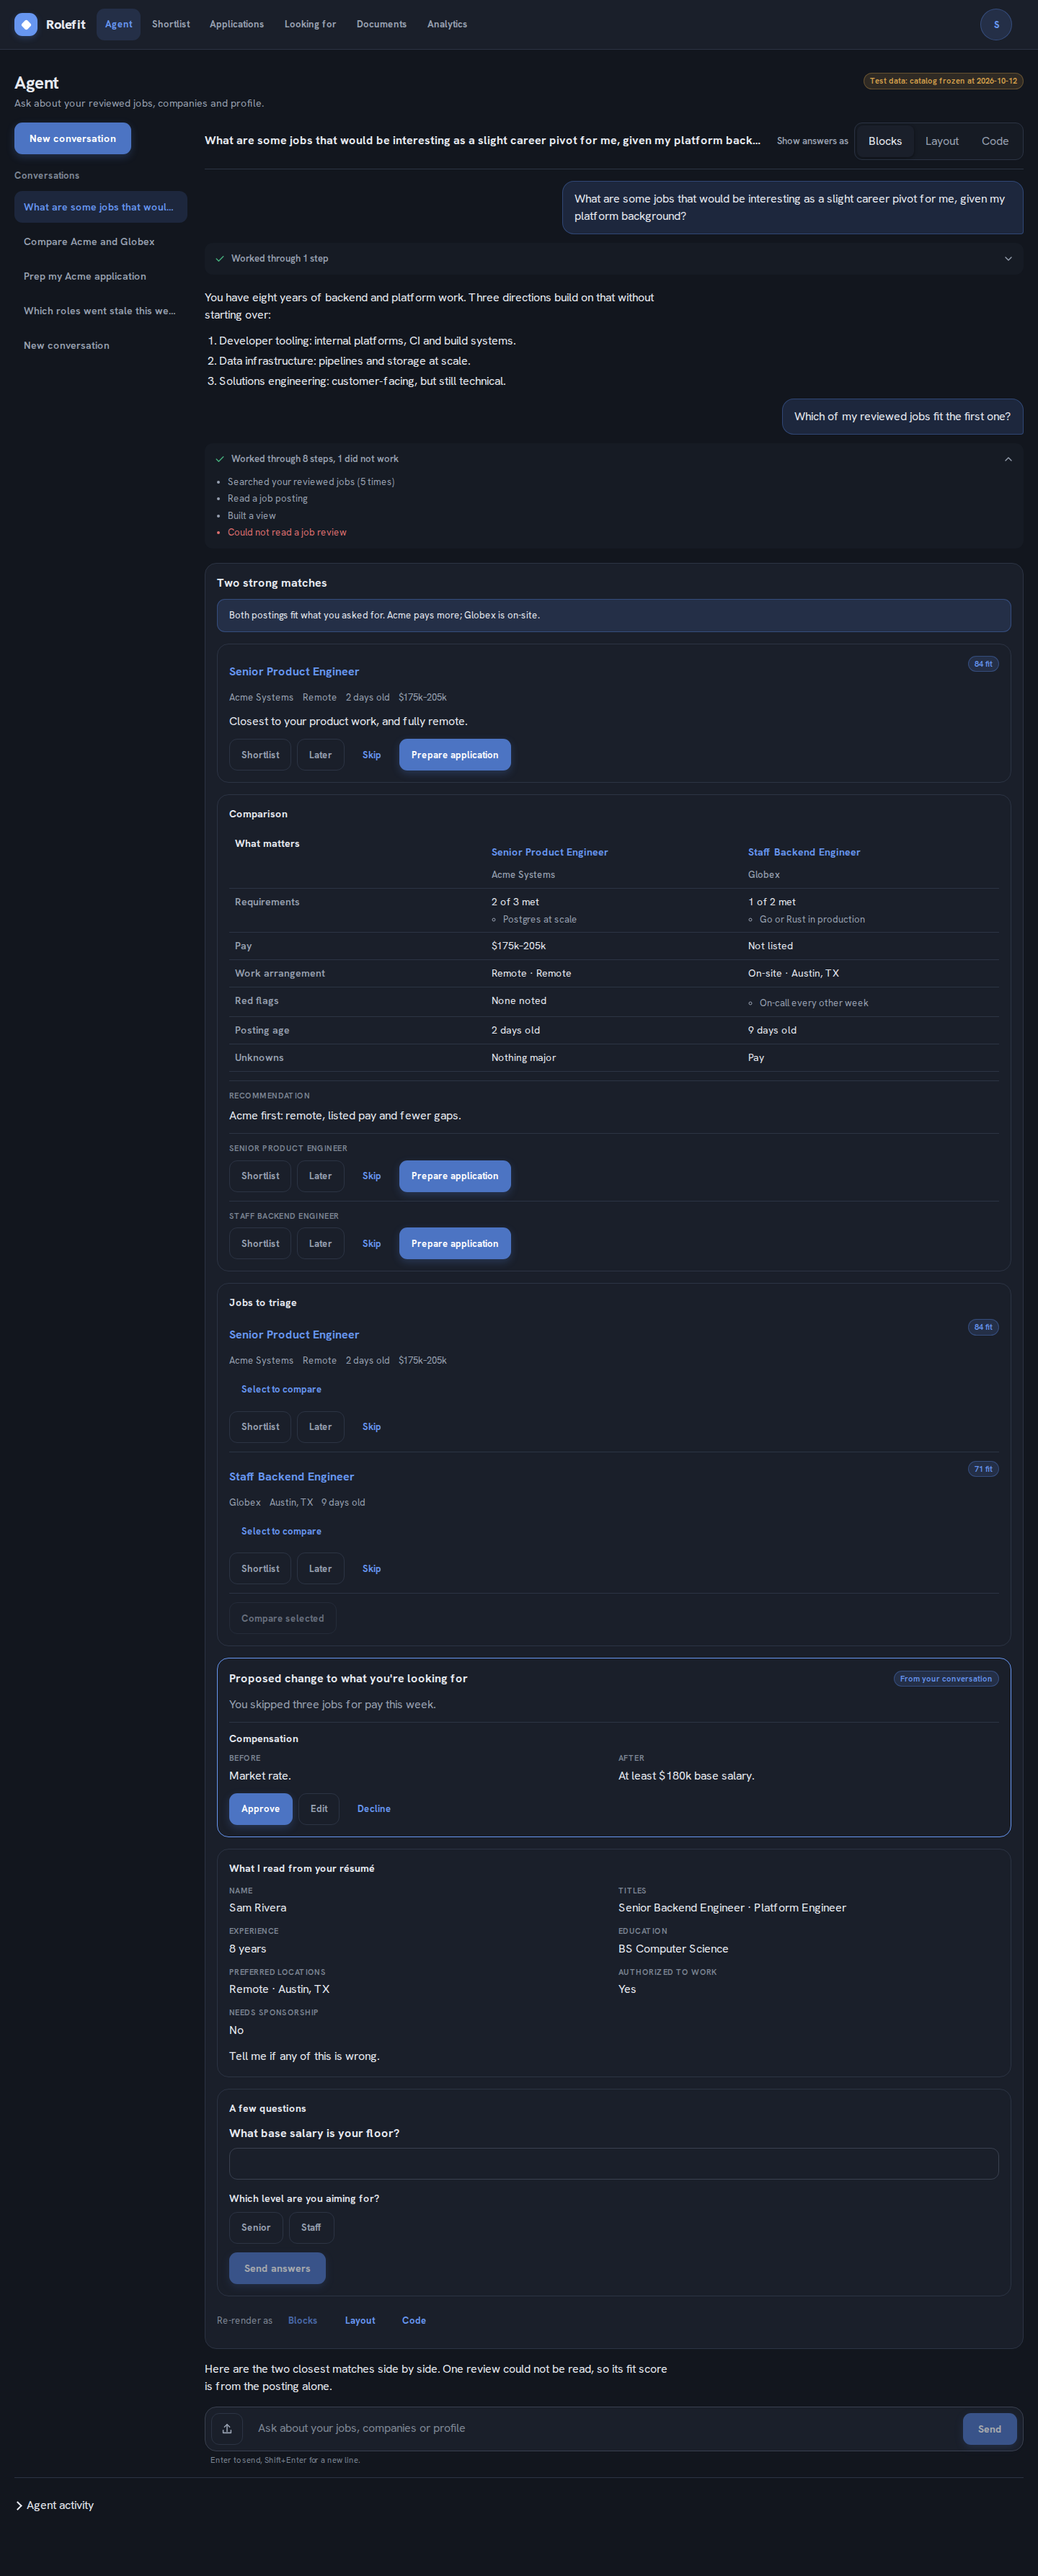 Rolefit
Agent
Shortlist
Applications
Looking for
Documents
Analytics
S
Agent
Ask about your reviewed jobs, companies and profile.
Test data: catalog frozen at 2026-10-12
New conversation
Conversations
What are some jobs that woul...
Compare Acme and Globex
Prep my Acme application
Which roles went stale this we...
New conversation
What are some jobs that would be interesting as a slight career pivot for me, given my platform back...
Show answers as
Blocks
Layout
Code
What are some jobs that would be interesting as a slight career pivot for me, given my
platform background?
Worked through 1 step
You have eight years of backend and platform work. Three directions build on that without
starting over:
1. Developer tooling: internal platforms, CI and build systems.
2. Data infrastructure: pipelines and storage at scale.
3. Solutions engineering: customer-facing, but still technical.
Which of my reviewed jobs fit the first one?
Worked through 8 steps, 1 did not work
• Searched your reviewed jobs (5 times)
• Read a job posting
• Built a view
• Could not read a job review
Two strong matches
Both postings fit what you asked for. Acme pays more; Globex is on-site.
Senior Product Engineer
84 fit
Acme Systems Remote 2 days old $175k–205k
Closest to your product work, and fully remote.
Shortlist Later Skip Prepare application
Comparison
What matters
Senior Product Engineer
Acme Systems
Staff Backend Engineer
Globex
Requirements
2 of 3 met
Postgres at scale
1 of 2 met
Go or Rust in production
Pay
$175k–205k
Not listed
Work arrangement
Remote · Remote
On-site · Austin, TX
Red flags
None noted
On-call every other week
Posting age
2 days old
9 days old
Unknowns
Nothing major
Pay
RECOMMENDATION
Acme first: remote, listed pay and fewer gaps.
SENIOR PRODUCT ENGINEER
Shortlist Later Skip Prepare application
STAFF BACKEND ENGINEER
Shortlist Later Skip Prepare application
Jobs to triage
Senior Product Engineer
84 fit
Acme Systems Remote 2 days old $175k–205k
Select to compare
Shortlist Later Skip
Staff Backend Engineer
71 fit
Globex Austin, TX 9 days old
Select to compare
Shortlist Later Skip
Compare selected
Proposed change to what you're looking for
From your conversation
You skipped three jobs for pay this week.
Compensation
BEFORE
Market rate.
AFTER
At least $180k base salary.
Approve Edit Decline
What I read from your résumé
NAME
Sam Rivera
TITLES
Senior Backend Engineer · Platform Engineer
EXPERIENCE
8 years
EDUCATION
BS Computer Science
PREFERRED LOCATIONS
Remote · Austin, TX
AUTHORIZED TO WORK
Yes
NEEDS SPONSORSHIP
No
Tell me if any of this is wrong.
A few questions
What base salary is your floor?
Which level are you aiming for?
Senior Staff
Send answers
Re-render as Blocks Layout Code
Here are the two closest matches side by side. One review could not be read, so its fit score
is from the posting alone.
Ask about your jobs, companies or profile
Send
Enter to send, Shift+Enter for a new line.
Agent activity